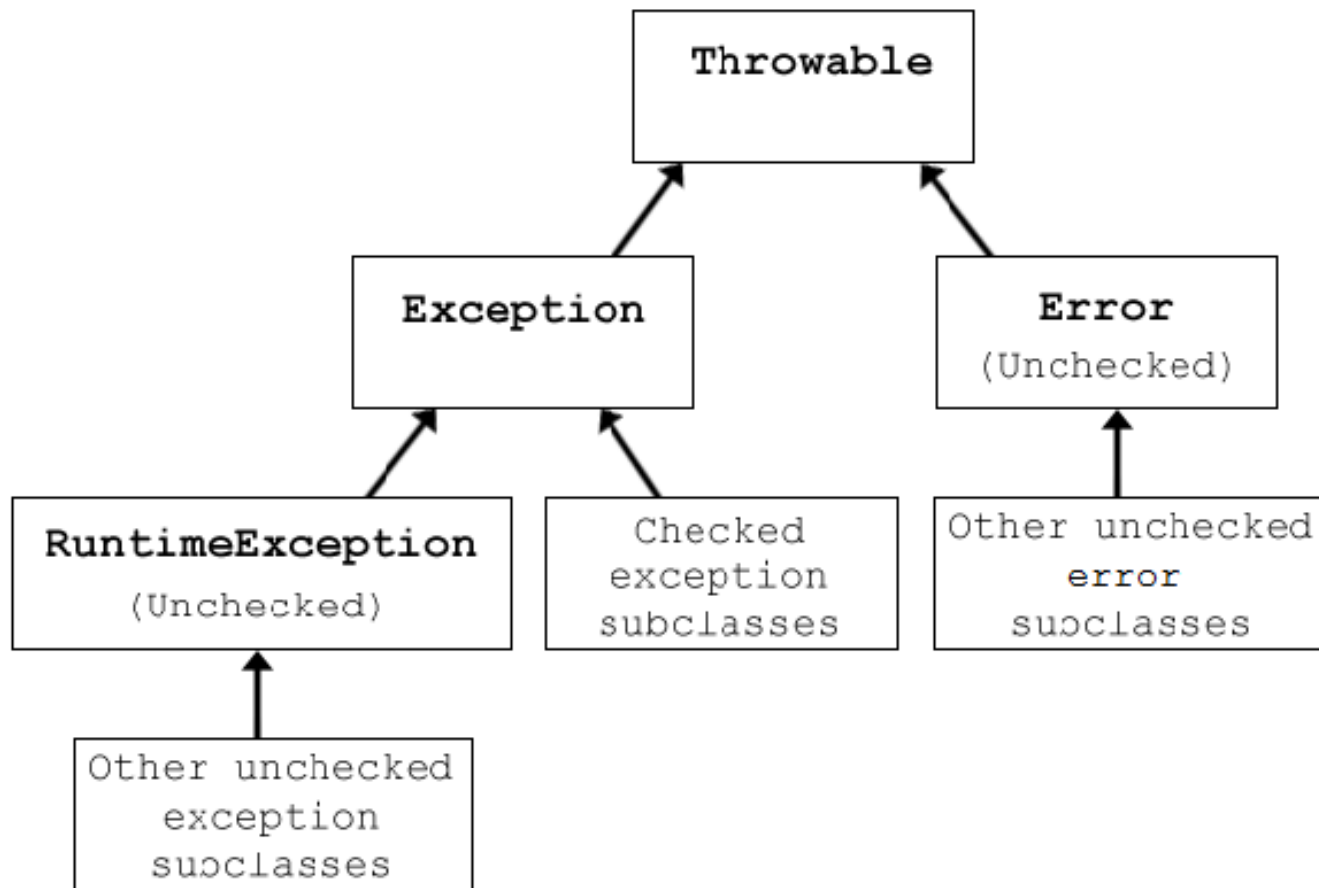 Throwable
Exception
Error
(Unchecked)
RuntimeException
(Unchecked)
Checked
exception
subclasses
Other unchecked
error
subclasses
Other unchecked
exception
subclasses